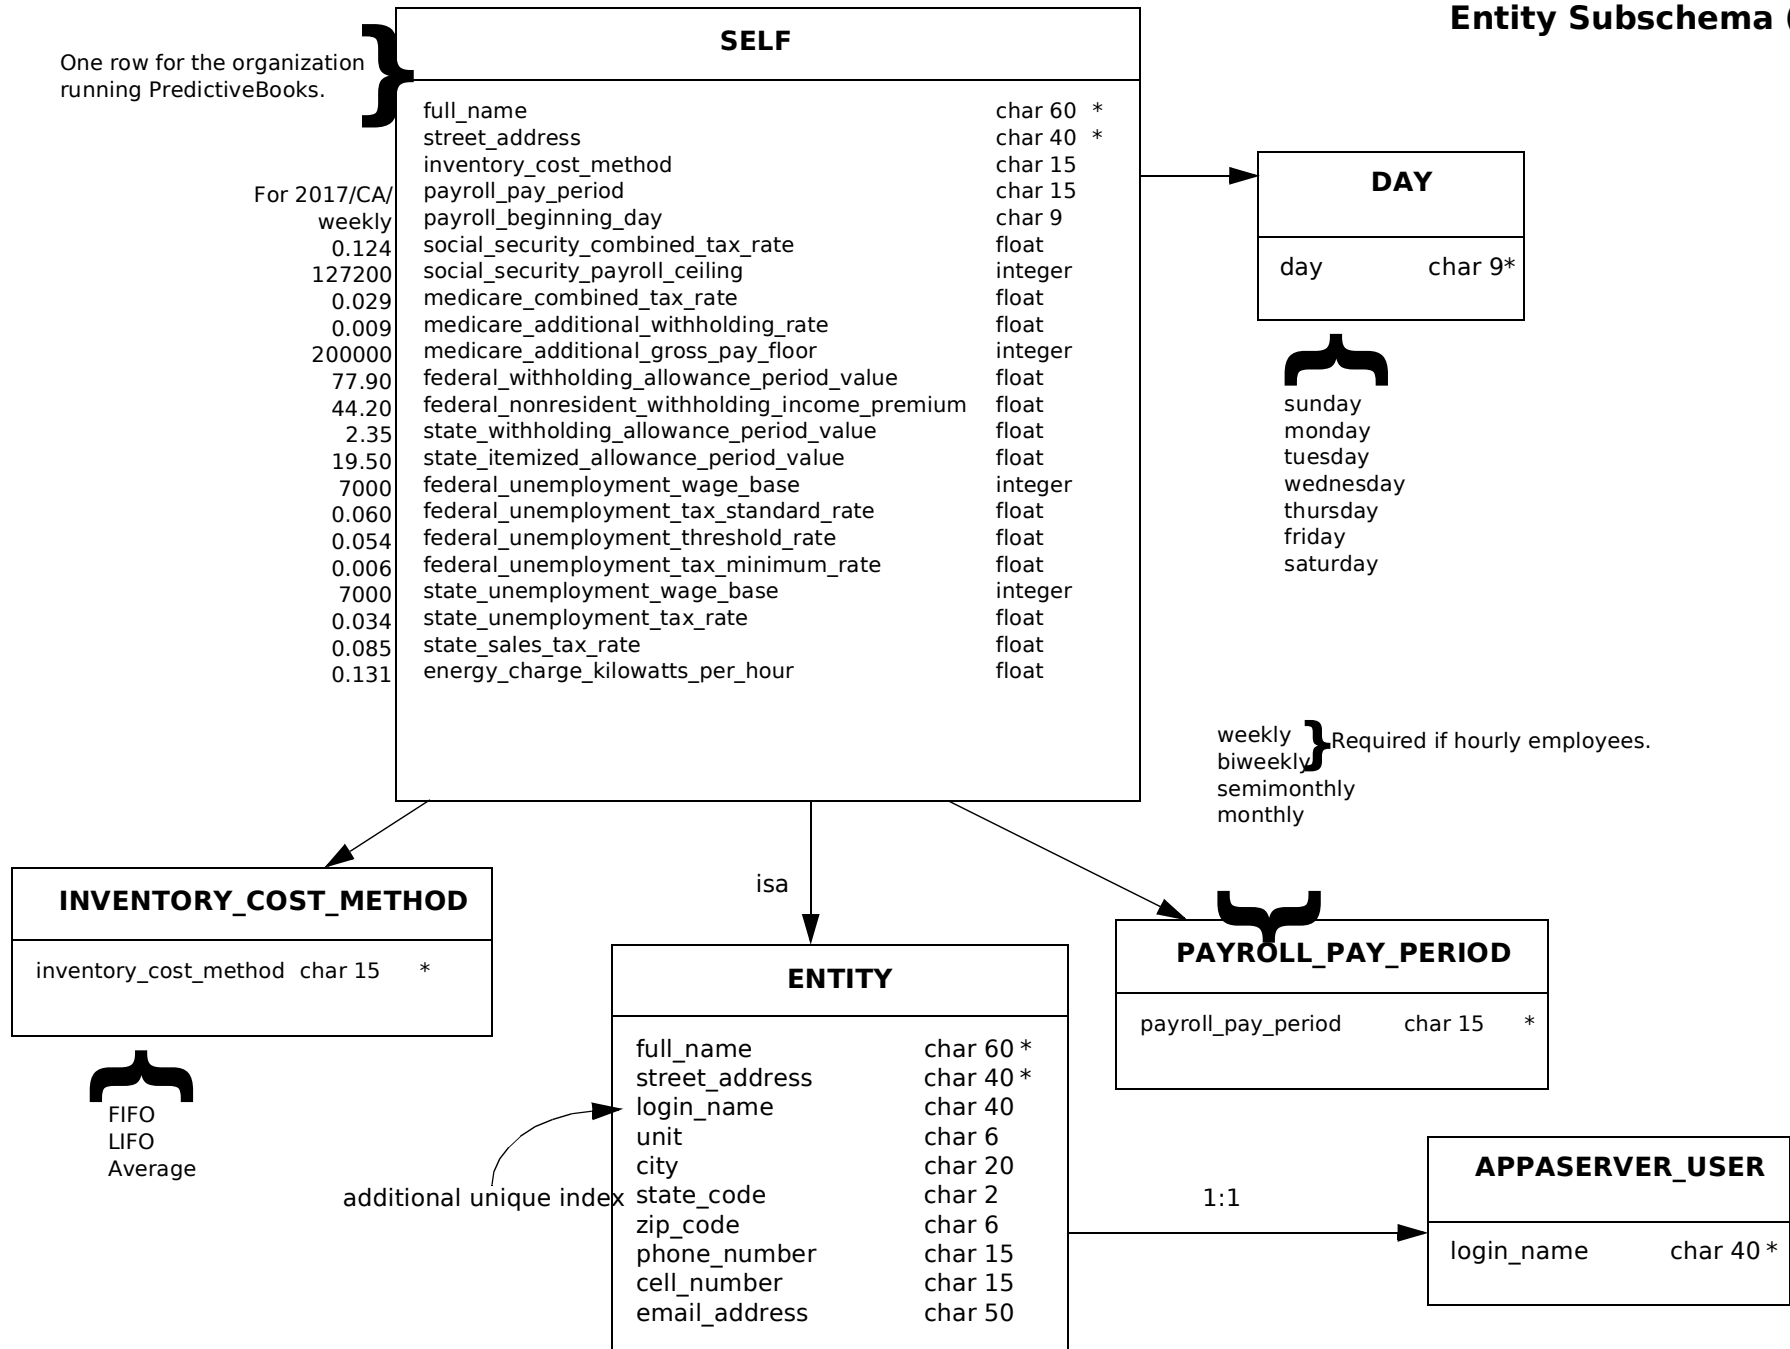 Entity Subschema (
SELF
One row for the organization
running PredictiveBooks.
full_name char 60 *
street_address char 40 *
inventory_cost_method char 15
For 2017/CA/ payroll_pay_period char 15
weekly payroll_beginning_day char 9
0.124 social_security_combined_tax_rate float
127200 social_security_payroll_ceiling integer
0.029 medicare_combined_tax_rate float
0.009 medicare_additional_withholding_rate float
200000 medicare_additional_gross_pay_floor integer
77.90 federal_withholding_allowance_period_value float
44.20 federal_nonresident_withholding_income_premium float
2.35 state_withholding_allowance_period_value float
19.50 state_itemized_allowance_period_value float
7000 federal_unemployment_wage_base integer
0.060 federal_unemployment_tax_standard_rate float
0.054 federal_unemployment_threshold_rate float
0.006 federal_unemployment_tax_minimum_rate float
7000 state_unemployment_wage_base integer
0.034 state_unemployment_tax_rate float
0.085 state_sales_tax_rate float
0.131 energy_charge_kilowatts_per_hour float
DAY
day char 9*
sunday
monday
tuesday
wednesday
thursday
friday
saturday
weekly
biweekly
semimonthly
monthly
Required if hourly employees.
INVENTORY_COST_METHOD
inventory_cost_method char 15 *
FIFO
LIFO
Average
isa
ENTITY
full_name char 60 *
street_address char 40 *
login_name char 40
unit char 6
city char 20
state_code char 2
zip_code char 6
phone_number char 15
cell_number char 15
email_address char 50
additional unique index
PAYROLL_PAY_PERIOD
payroll_pay_period char 15 *
1:1
APPASERVER_USER
login_name char 40 *